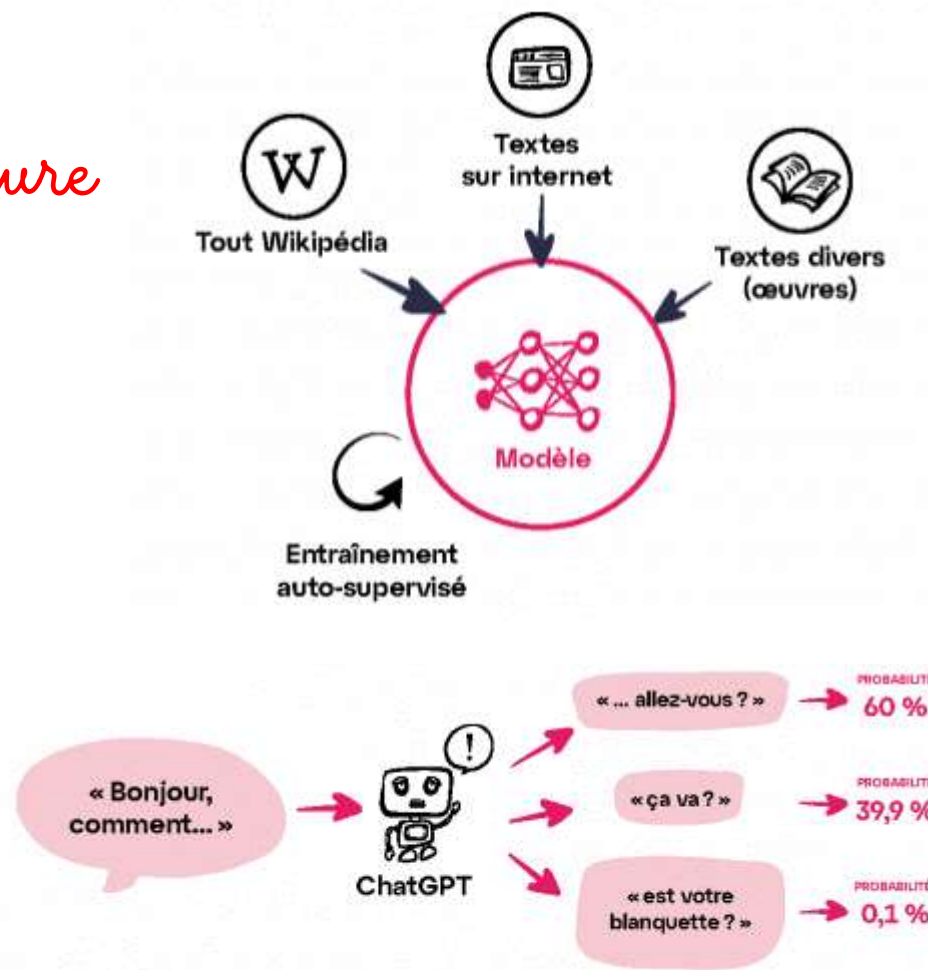 Textes
sur internet
W
Tout Wikipédia
Textes divers
(œuvres)
Modèle
Entraînement
auto-supervisé
« Bonjour,
comment... »
!
ChatGPT
« ... allez-vous ? »
60 %
« ça va ? »
39,9 %
« est votre
blanquette ? »
PROBABILITÉ
0,1 %